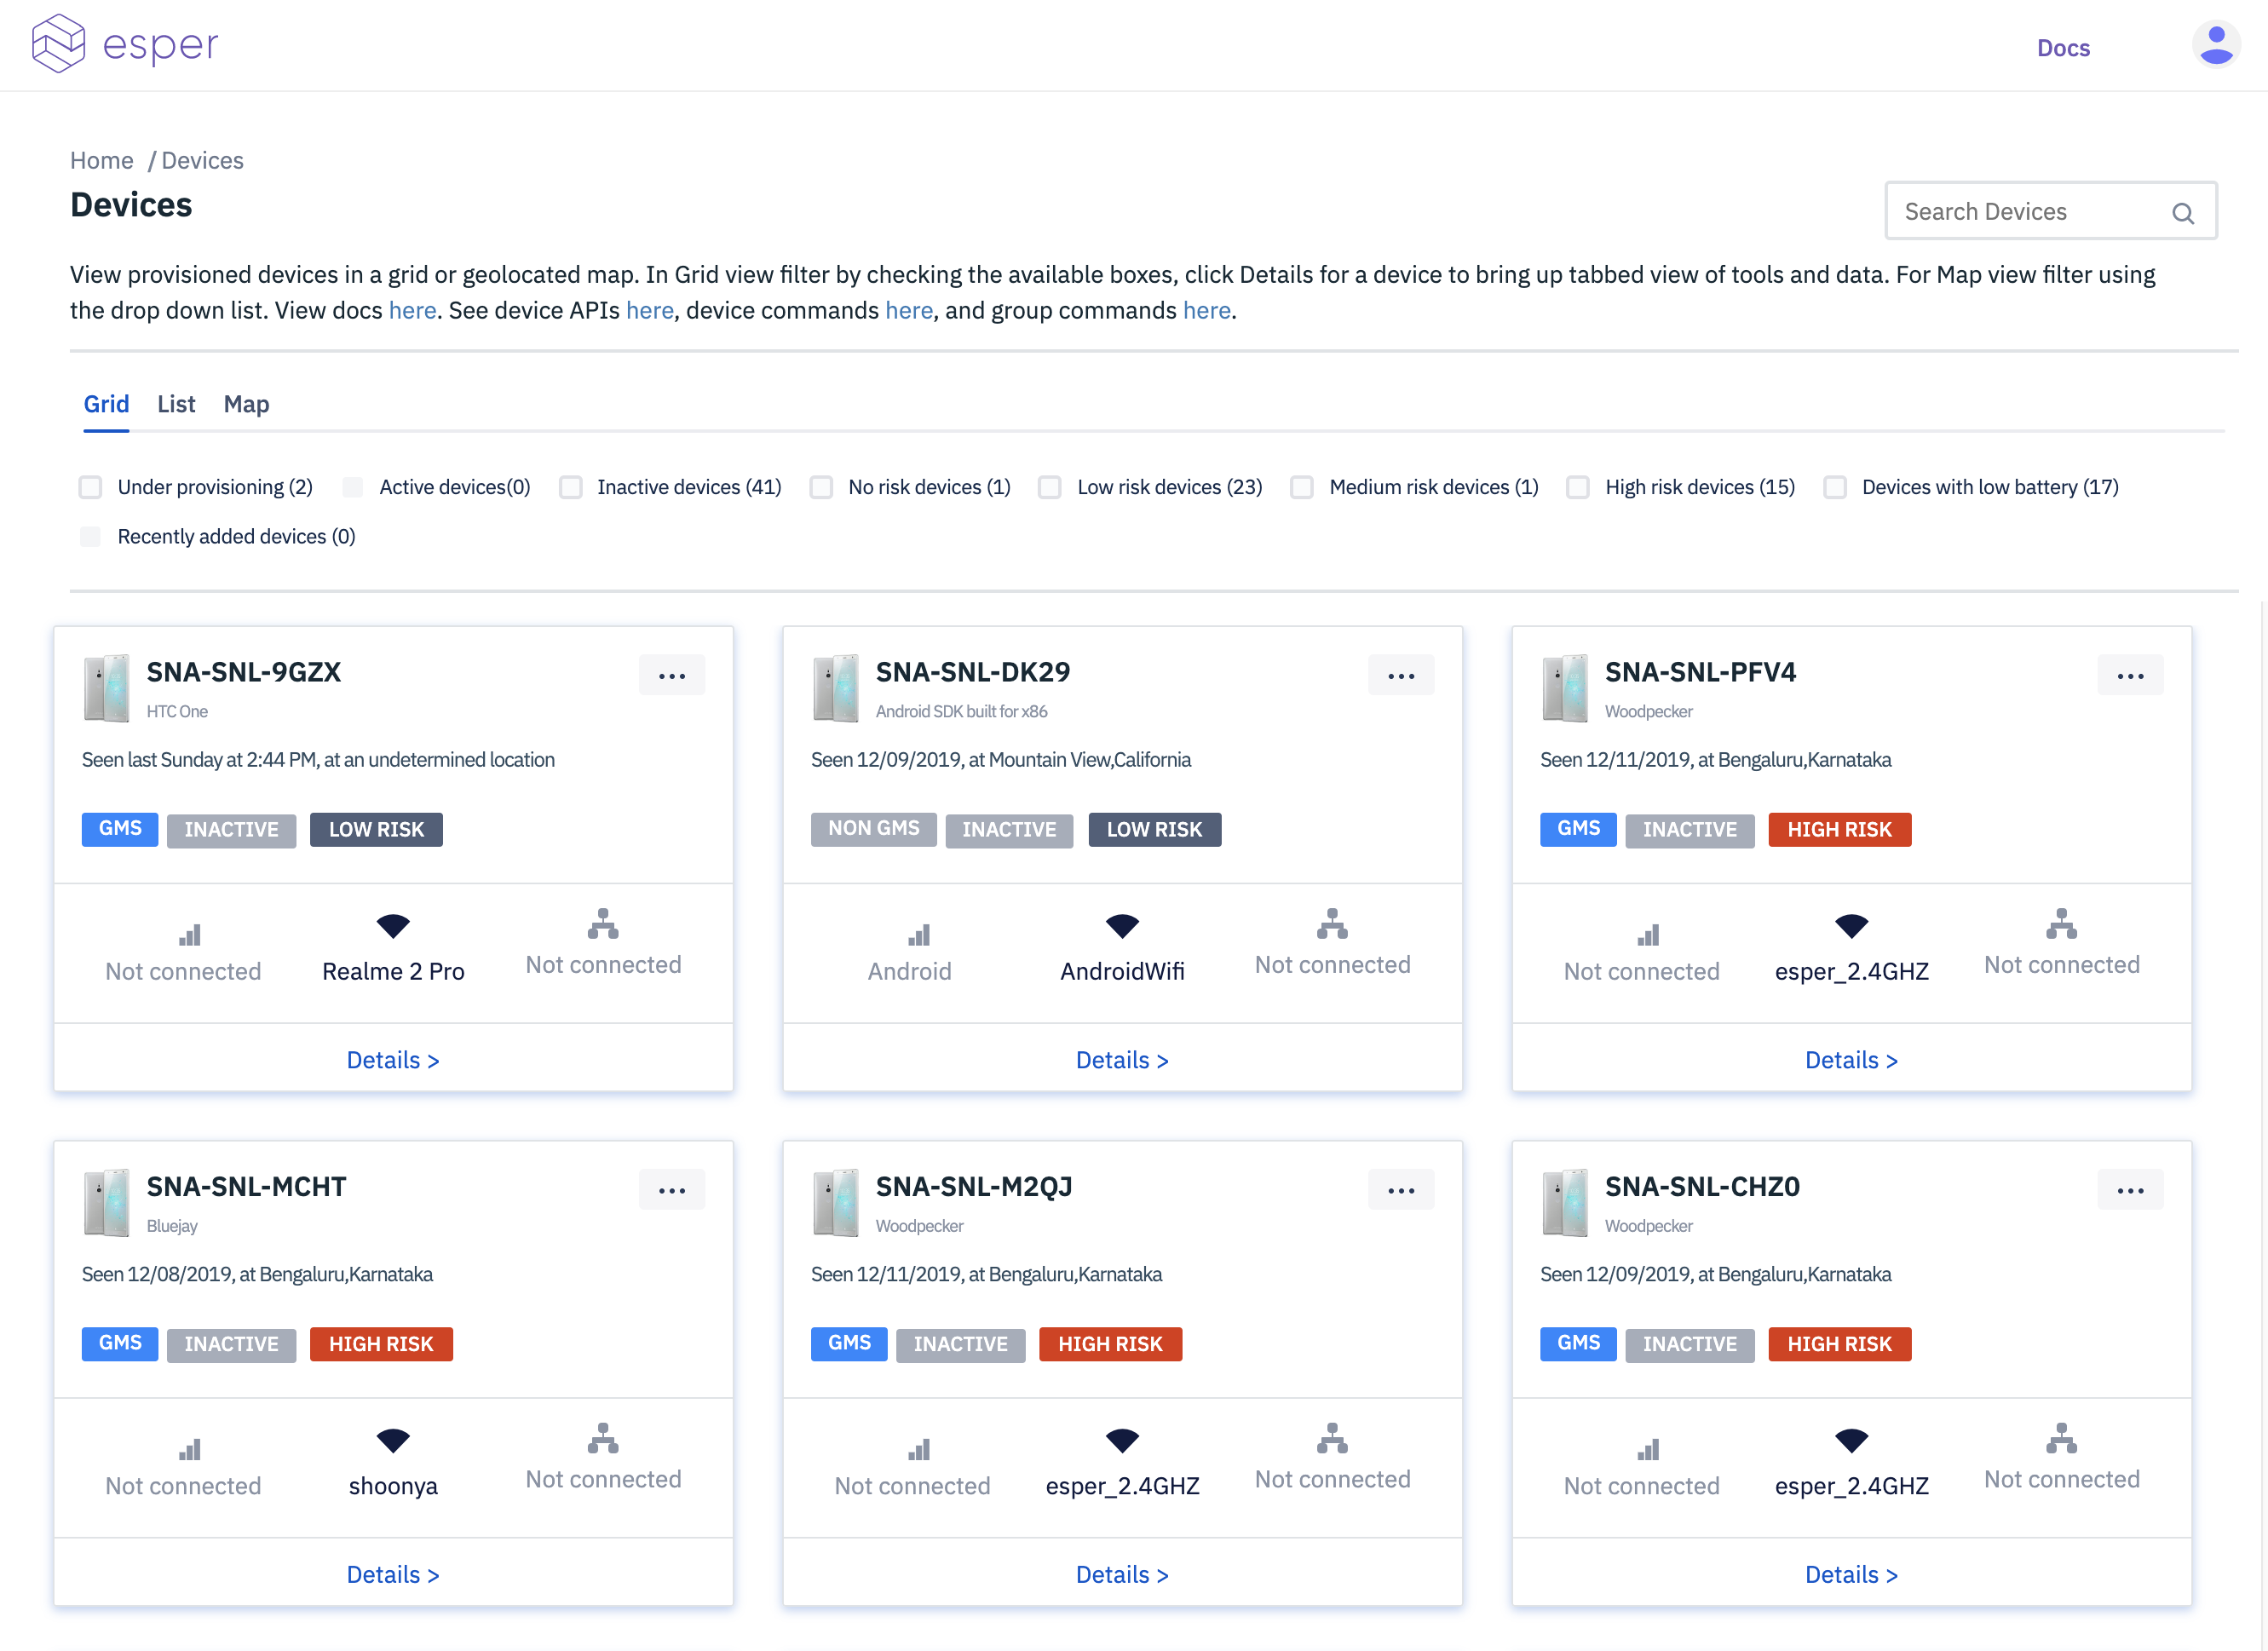 esper
Docs
Home / Devices
Devices
Search Devices
View provisioned devices in a grid or geolocated map. In Grid view filter by checking the available boxes, click Details for a device to bring up tabbed view of tools and data. For Map view filter using
the drop down list. View docs here. See device APIs here, device commands here, and group commands here.
Grid List Map
Under provisioning (2) Active devices(0) Inactive devices (41) No risk devices (1) Low risk devices (23) Medium risk devices (1) High risk devices (15) Devices with low battery (17)
Recently added devices (0)
SNA-SNL-9GZX
HTC One
Seen last Sunday at 2:44 PM, at an undetermined location
GMS INACTIVE LOW RISK
Not connected Realme 2 Pro Not connected
Details >
SNA-SNL-DK29
Android SDK built for x86
Seen 12/09/2019, at Mountain View,California
NON GMS INACTIVE LOW RISK
Android AndroidWifi Not connected
Details >
SNA-SNL-PFV4
Woodpecker
Seen 12/11/2019, at Bengaluru,Karnataka
GMS INACTIVE HIGH RISK
Not connected esper_2.4GHZ Not connected
Details >
SNA-SNL-MCHT
Bluejay
Seen 12/08/2019, at Bengaluru,Karnataka
GMS INACTIVE HIGH RISK
Not connected shoonya Not connected
Details >
SNA-SNL-M2QJ
Woodpecker
Seen 12/11/2019, at Bengaluru,Karnataka
GMS INACTIVE HIGH RISK
Not connected esper_2.4GHZ Not connected
Details >
SNA-SNL-CHZ0
Woodpecker
Seen 12/09/2019, at Bengaluru,Karnataka
GMS INACTIVE HIGH RISK
Not connected esper_2.4GHZ Not connected
Details >